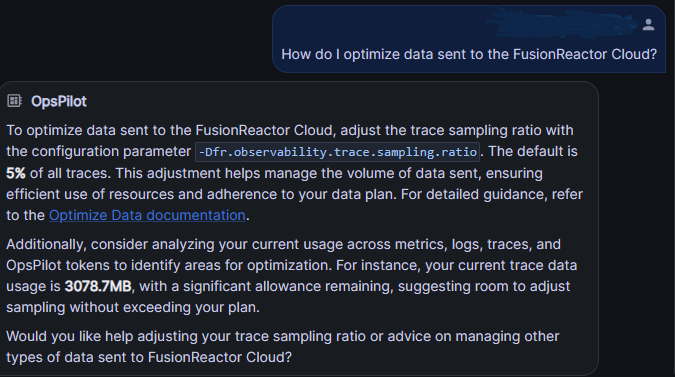 How do I optimize data sent to the FusionReactor Cloud?
OpsPilot
To optimize data sent to the FusionReactor Cloud, adjust the trace sampling ratio with
the configuration parameter -Dfr.observability.trace.sampling.ratio. The default is
5% of all traces. This adjustment helps manage the volume of data sent, ensuring
efficient use of resources and adherence to your data plan. For detailed guidance, refer
to the Optimize Data documentation.
Additionally, consider analyzing your current usage across metrics, logs, traces, and
OpsPilot tokens to identify areas for optimization. For instance, your current trace data
usage is 3078.7MB, with a significant allowance remaining, suggesting room to adjust
sampling without exceeding your plan.
Would you like help adjusting your trace sampling ratio or advice on managing other
types of data sent to FusionReactor Cloud?